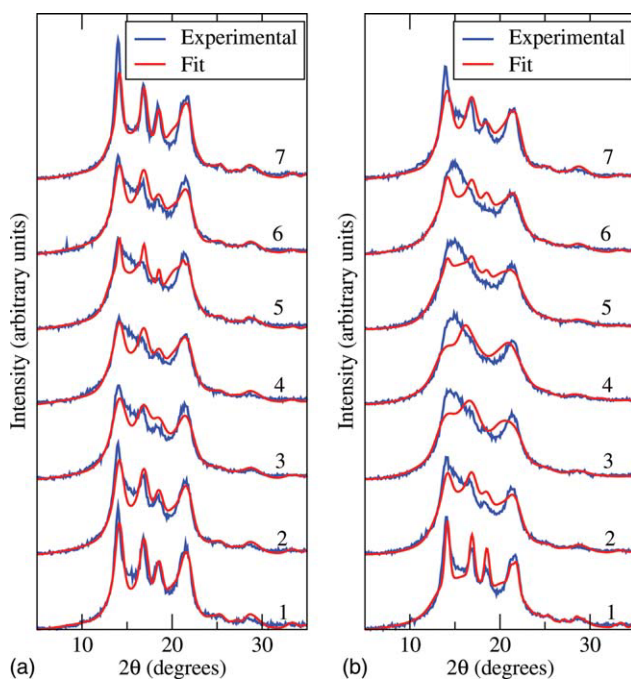 Experimental
Fit
7
6
5
4
3
2
1
Intensity (arbitrary units)
10 20 30
2θ (degrees)
(a)
Experimental
Fit
7
6
5
4
3
2
1
Intensity (arbitrary units)
10 20 30
2θ (degrees)
(b)